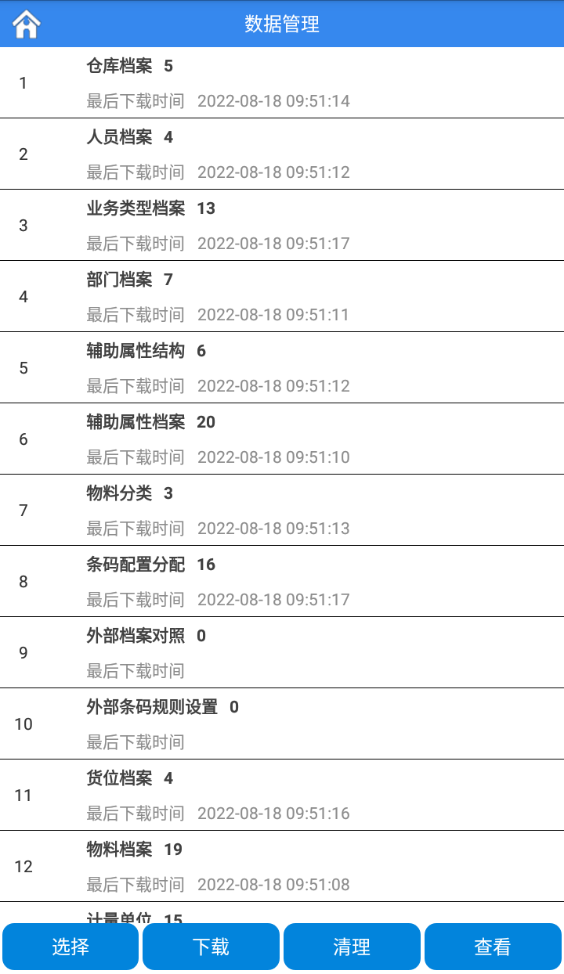 数据管理
1
仓库档案 5
最后下载时间 2022-08-18 09:51:14
2
人员档案 4
最后下载时间 2022-08-18 09:51:12
3
业务类型档案 13
最后下载时间 2022-08-18 09:51:17
4
部门档案 7
最后下载时间 2022-08-18 09:51:11
5
辅助属性结构 6
最后下载时间 2022-08-18 09:51:12
6
辅助属性档案 20
最后下载时间 2022-08-18 09:51:10
7
物料分类 3
最后下载时间 2022-08-18 09:51:13
8
条码配置分配 16
最后下载时间 2022-08-18 09:51:17
9
外部档案对照 0
最后下载时间
10
外部条码规则设置 0
最后下载时间
11
货位档案 4
最后下载时间 2022-08-18 09:51:16
12
物料档案 19
最后下载时间 2022-08-18 09:51:08
计量单位 15
选择 下载 清理 查看